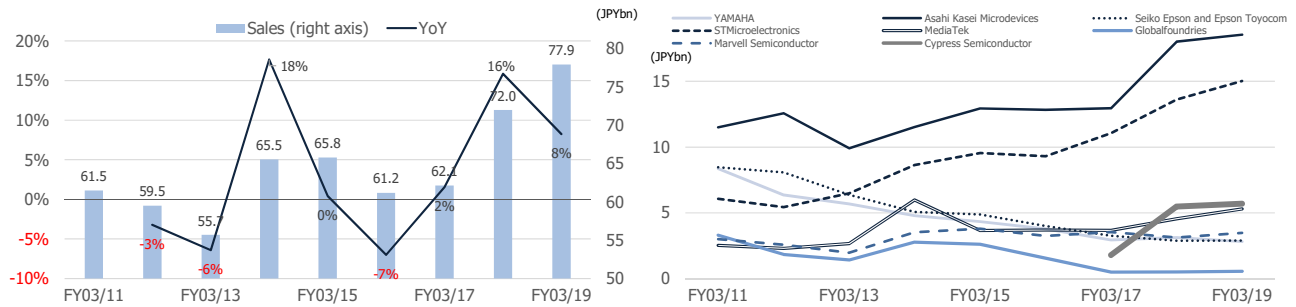 (JPYbn)
Sales (right axis) YoY
20% 15% 10% 5% 0% -5% -10%
80 75 70 65 60 55 50
61.5 59.5 55.7 65.5 65.8 61.2 62.1 72.0 77.9
-3% -6% 18% 0% -7% 2% 16% 8%
FY03/11 FY03/13 FY03/15 FY03/17 FY03/19
YAMAHA Asahi Kasei Microdevices Seiko Epson and Epson Toyocom
STMicroelectronics MediaTek Globalfoundries
Marvell Semiconductor Cypress Semiconductor
(JPYbn)
15
10
5
0
FY03/11 FY03/13 FY03/15 FY03/17 FY03/19